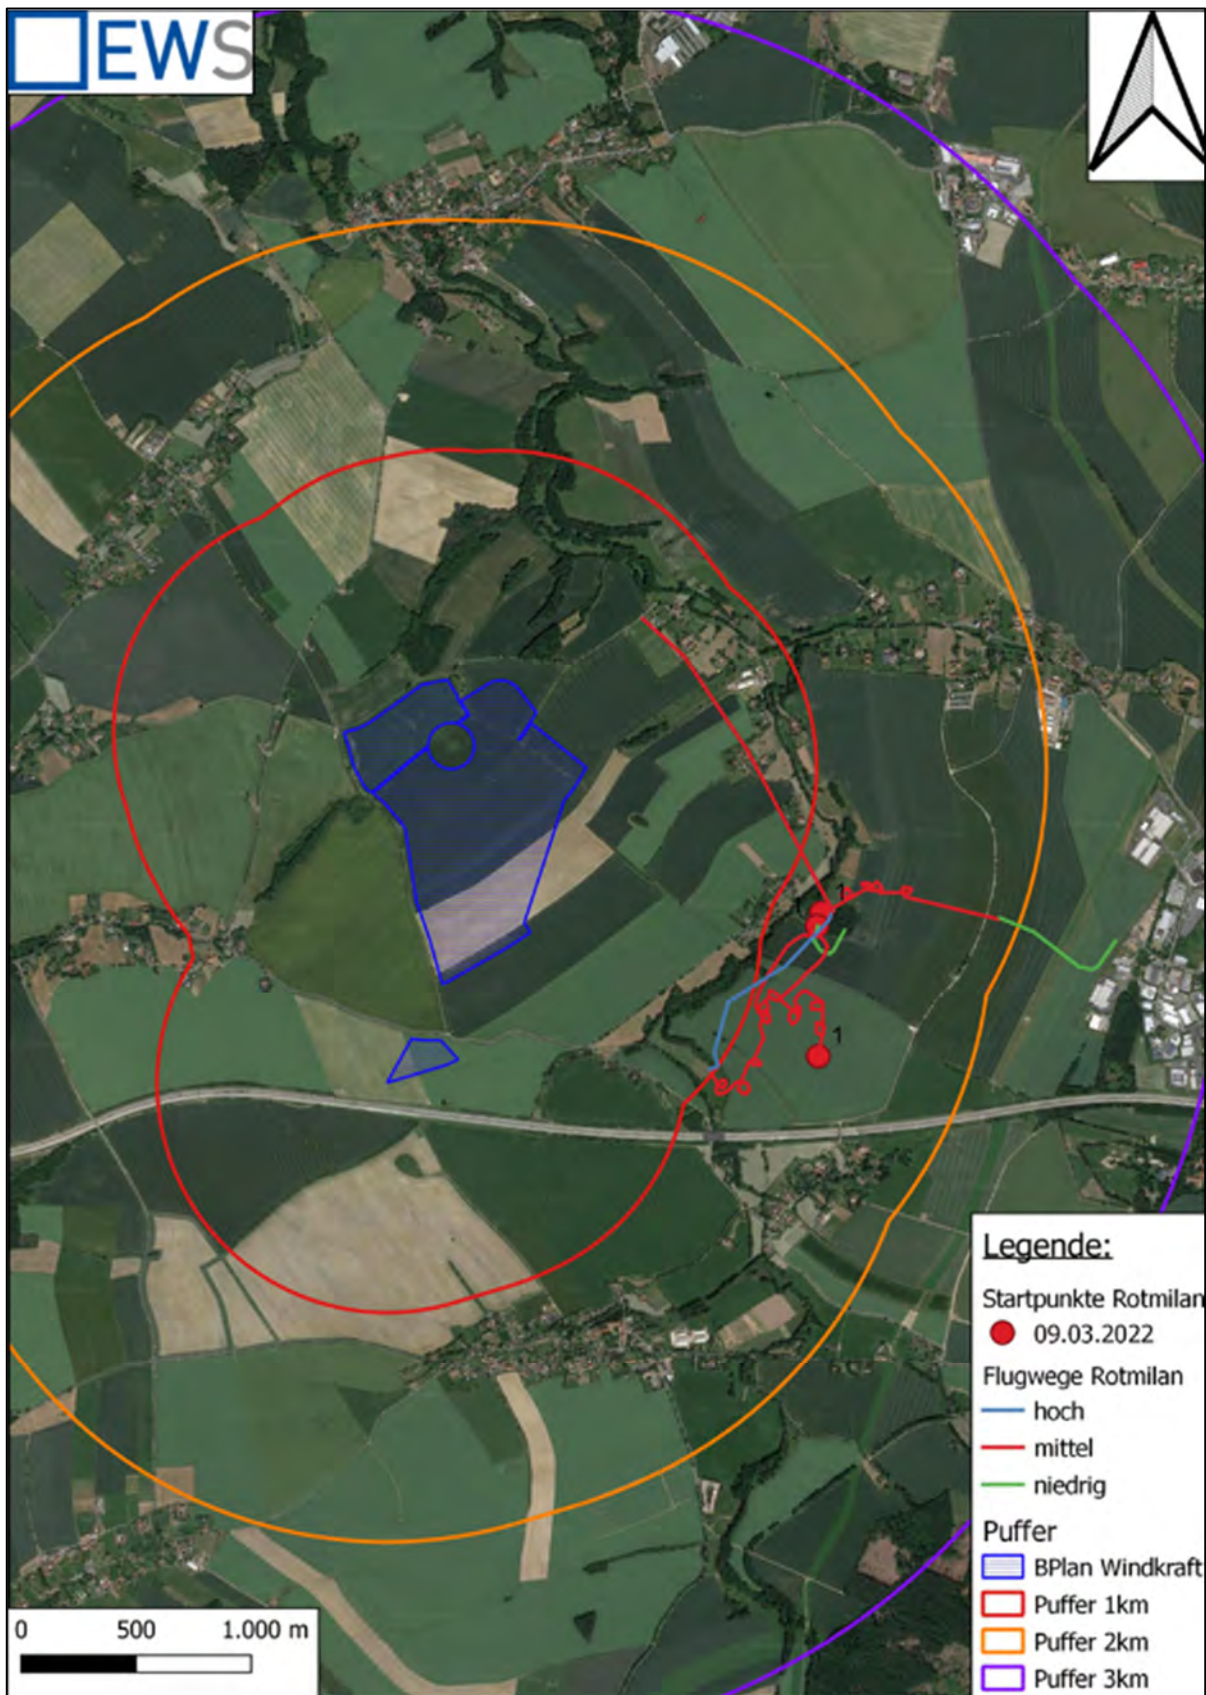 EWS
1
1
Legende:
Startpunkte Rotmilan
09.03.2022
Flugwege Rotmilan
hoch
mittel
niedrig
Puffer
BPlan Windkraft
Puffer 1km
Puffer 2km
Puffer 3km
0 500 1.000 m